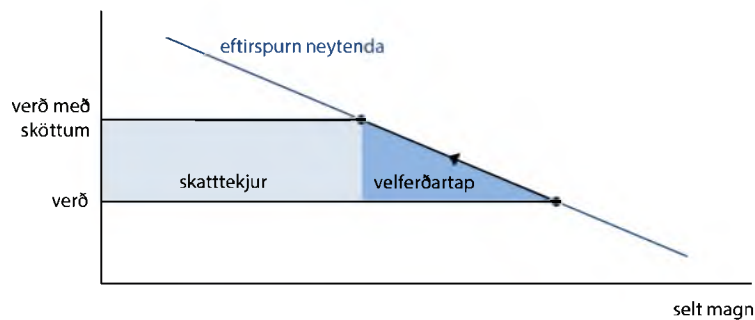 eftirspurn neytenda
verð með
sköttum
skatttekjur
velferðartap
verð
selt magn